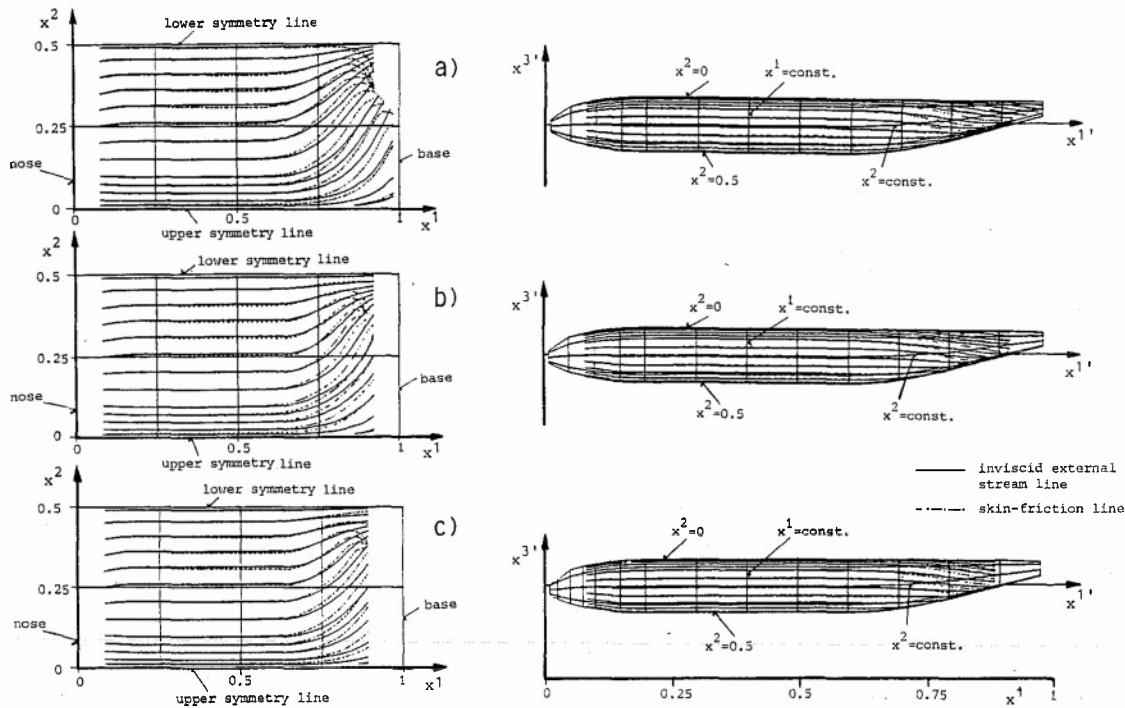 x²
lower symmetry line
0.5
0.25
nose
base
0
0
0.5
1
x¹
upper symmetry line
a)
x³'
x²=0
x¹=const.
x¹'
x²=0.5
x²=const.
x²
lower symmetry line
0.5
0.25
nose
base
0
0
0.5
1
x¹
upper symmetry line
b)
x³'
x²=0
x¹=const.
x¹'
x²=0.5
x²=const.
inviscid external
stream line
skin-friction line
x²
lower symmetry line
0.5
0.25
nose
base
0
0
0.5
1
x¹
upper symmetry line
c)
x³'
x²=0
x¹=const.
x¹'
x²=0.5
x²=const.
0
0.25
0.5
0.75
x¹
1